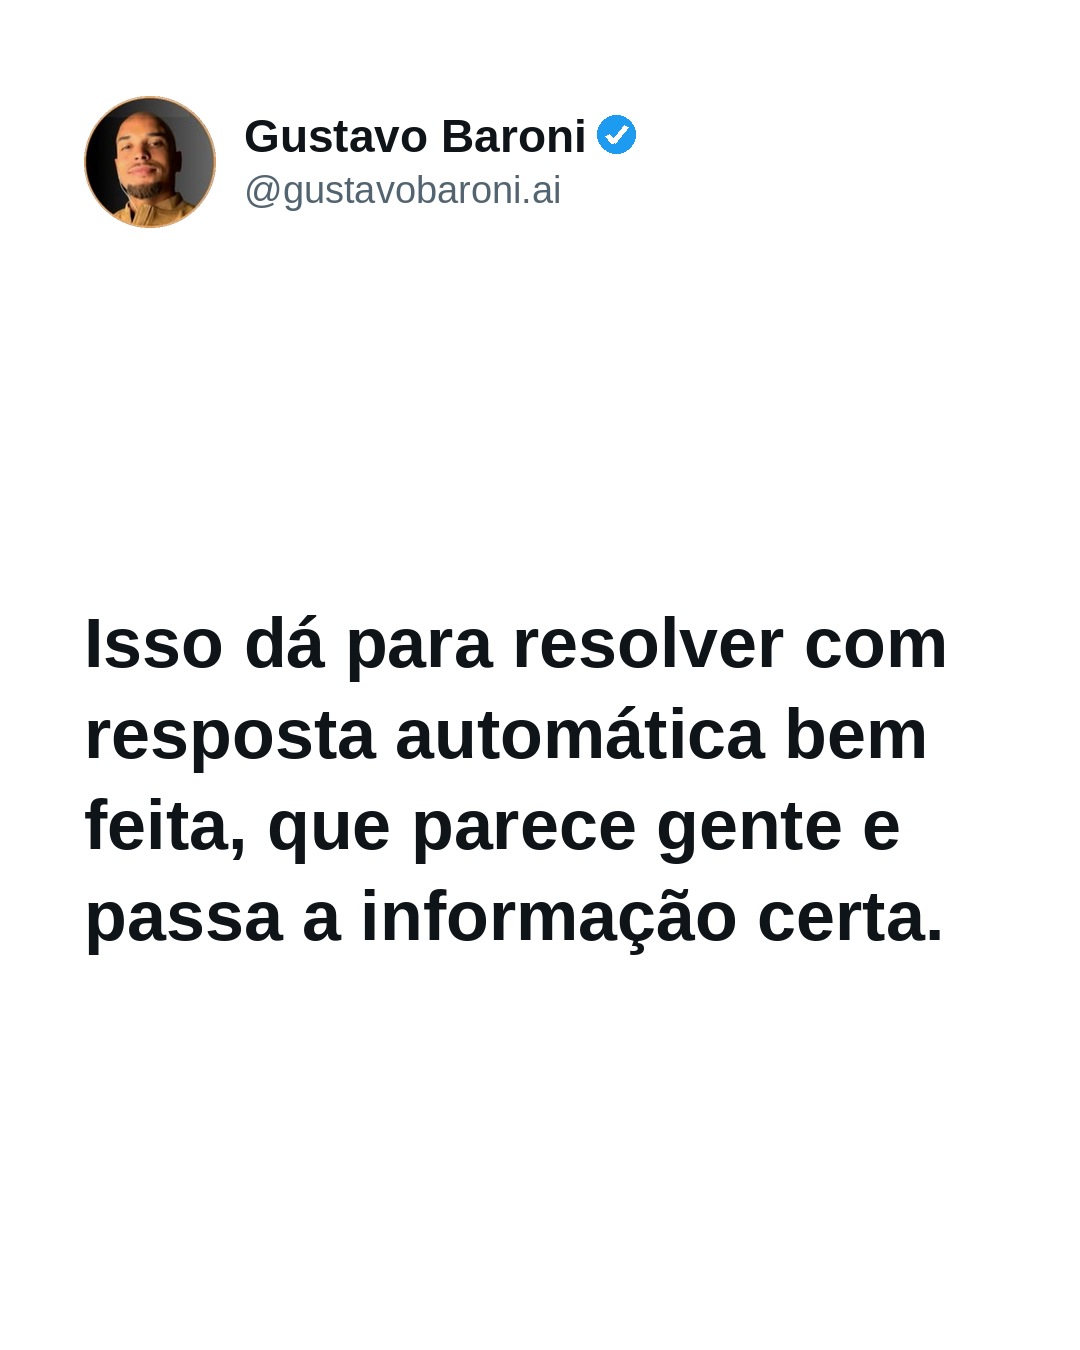 Gustavo Baroni
@gustavobaroni.ai
Isso dá para resolver com
resposta automática bem
feita, que parece gente e
passa a informação certa.